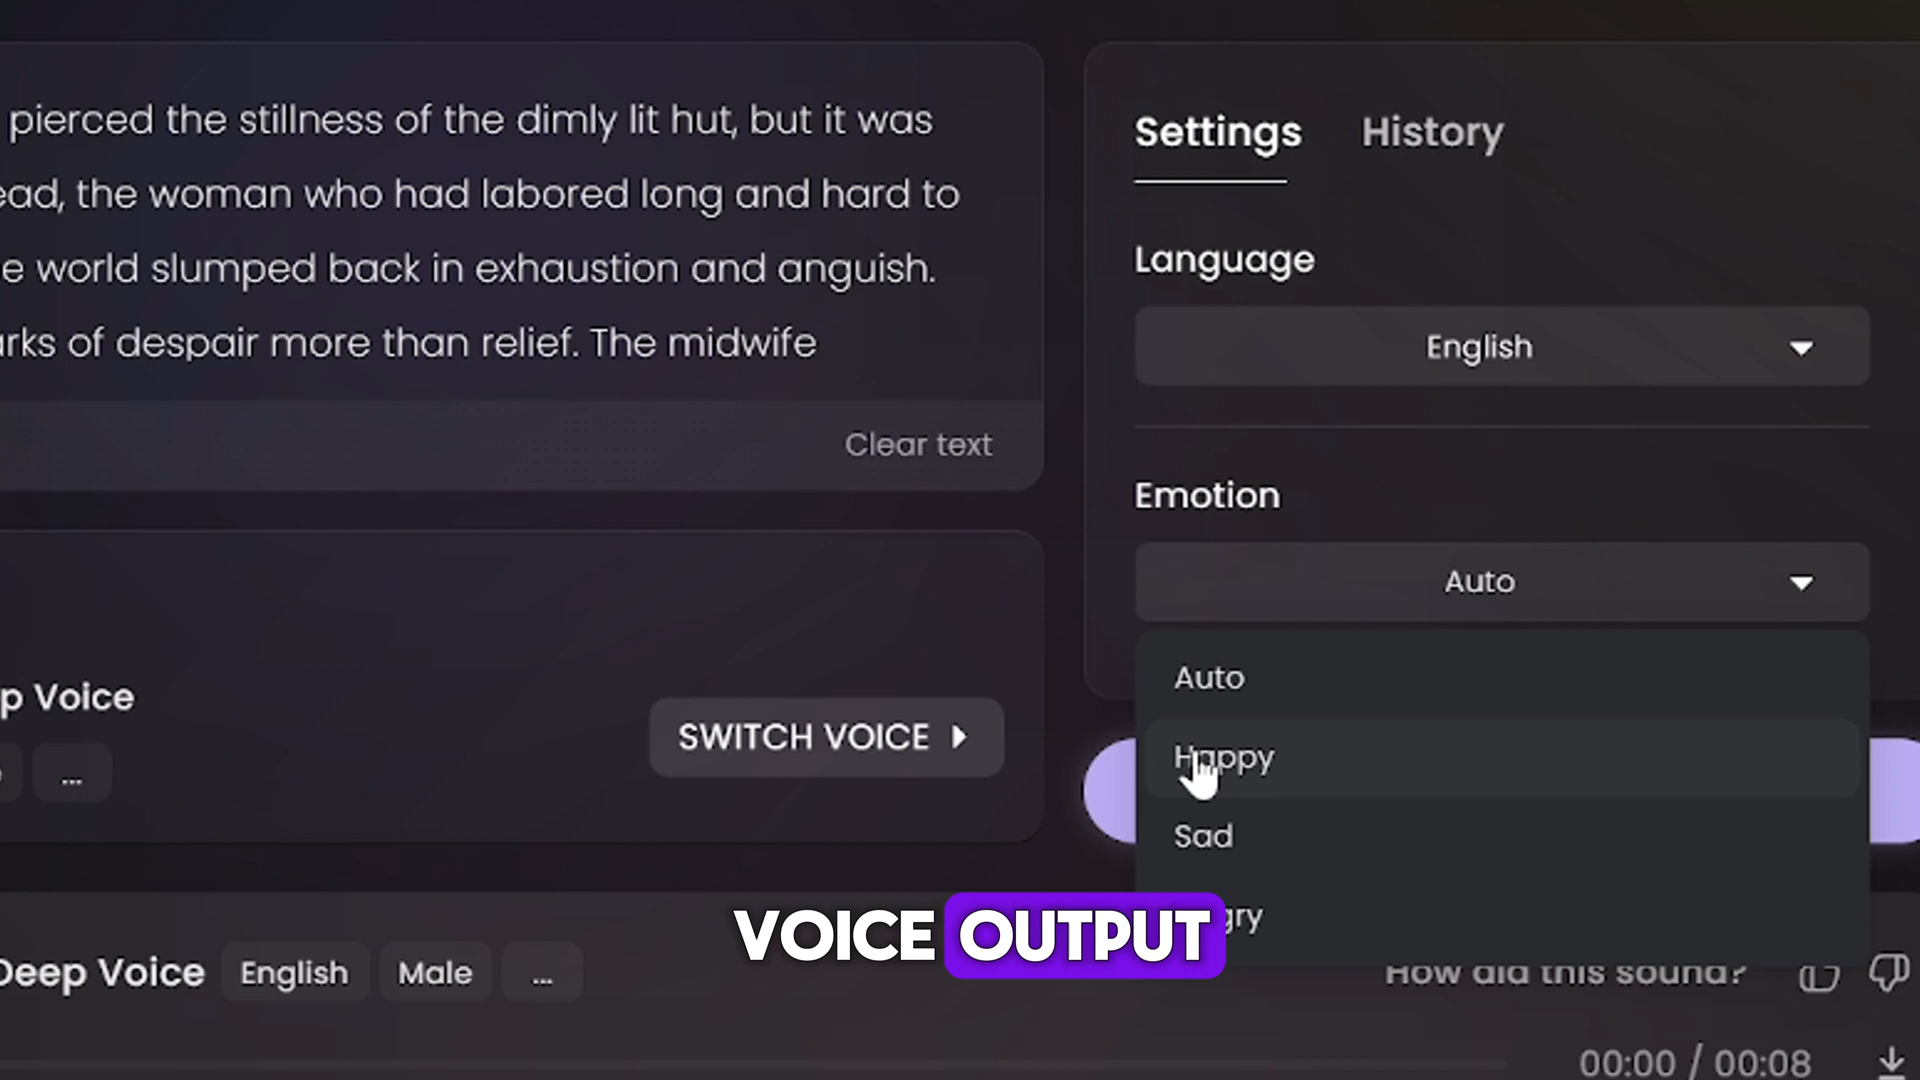 pierced the stillness of the dimly lit hut, but it was
the woman who had labored long and hard to
world slumped back in exhaustion and anguish.
of despair more than relief. The midwife
Clear text
Voice
...
SWITCH VOICE
Settings History
Language
English
Emotion
Auto
Auto
Happy
Sad
VOICE OUTPUT
Deep Voice English Male ...
How did this sound?
00:00 / 00:08